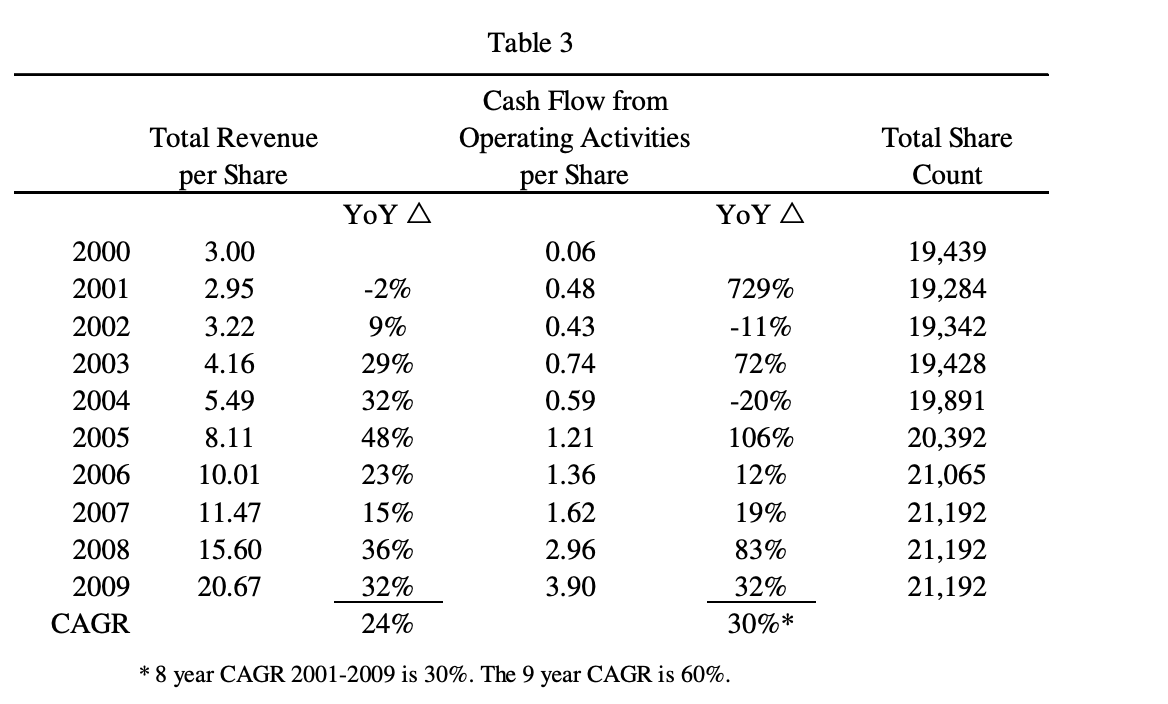 Table 3
Cash Flow from
Total Revenue Operating Activities Total Share
per Share per Share Count
YoY △ YoY △
2000 3.00 0.06 19,439
2001 2.95 -2% 0.48 729% 19,284
2002 3.22 9% 0.43 -11% 19,342
2003 4.16 29% 0.74 72% 19,428
2004 5.49 32% 0.59 -20% 19,891
2005 8.11 48% 1.21 106% 20,392
2006 10.01 23% 1.36 12% 21,065
2007 11.47 15% 1.62 19% 21,192
2008 15.60 36% 2.96 83% 21,192
2009 20.67 32% 3.90 32% 21,192
CAGR 24% 30%*
* 8 year CAGR 2001-2009 is 30%. The 9 year CAGR is 60%.